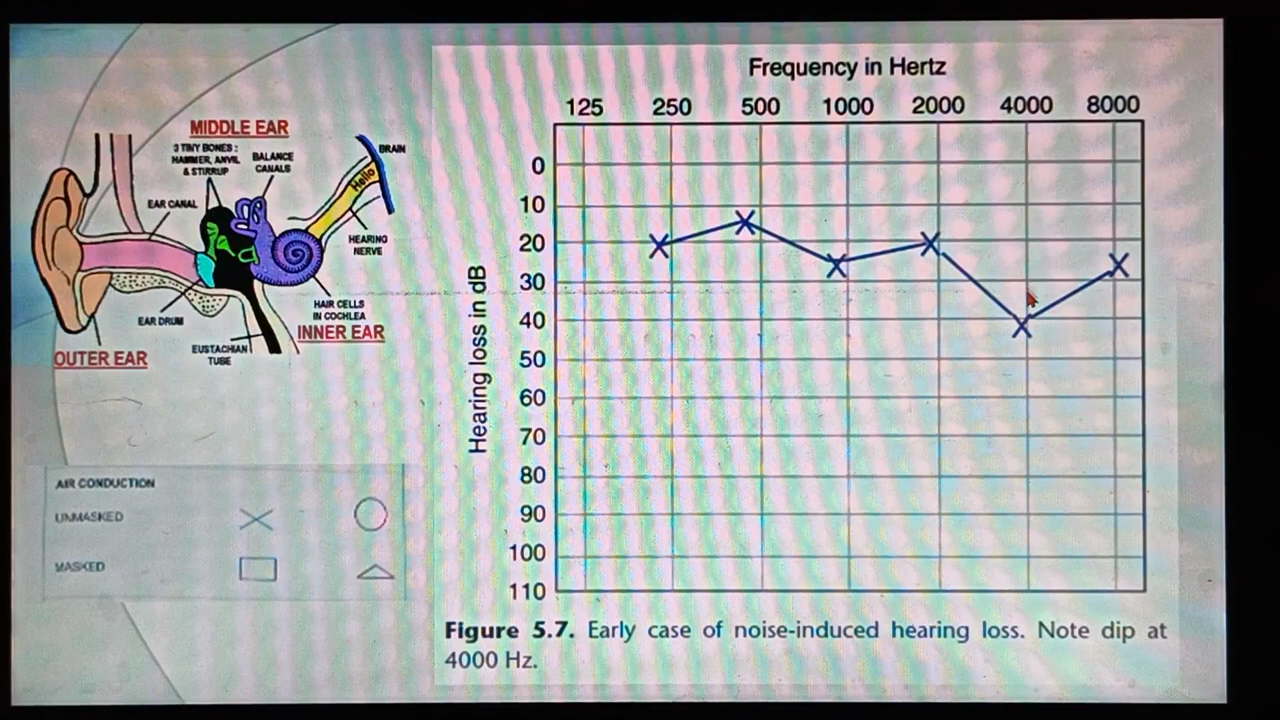 MIDDLE EAR
3 TINY BONES :
HAMMER, ANVIL
& STIRRUP
BALANCE
CANALS
BRAIN
Hello
EAR CANAL
HEARING
NERVE
HAIR CELLS
IN COCHLEA
EAR DRUM
INNER EAR
EUSTACHIAN
TUBE
OUTER EAR
AIR CONDUCTION
UNMASKED
MASKED
Frequency in Hertz
125 250 500 1000 2000 4000 8000
Hearing loss in dB
0
10
20
30
40
50
60
70
80
90
100
110
Figure 5.7. Early case of noise-induced hearing loss. Note dip at
4000 Hz.